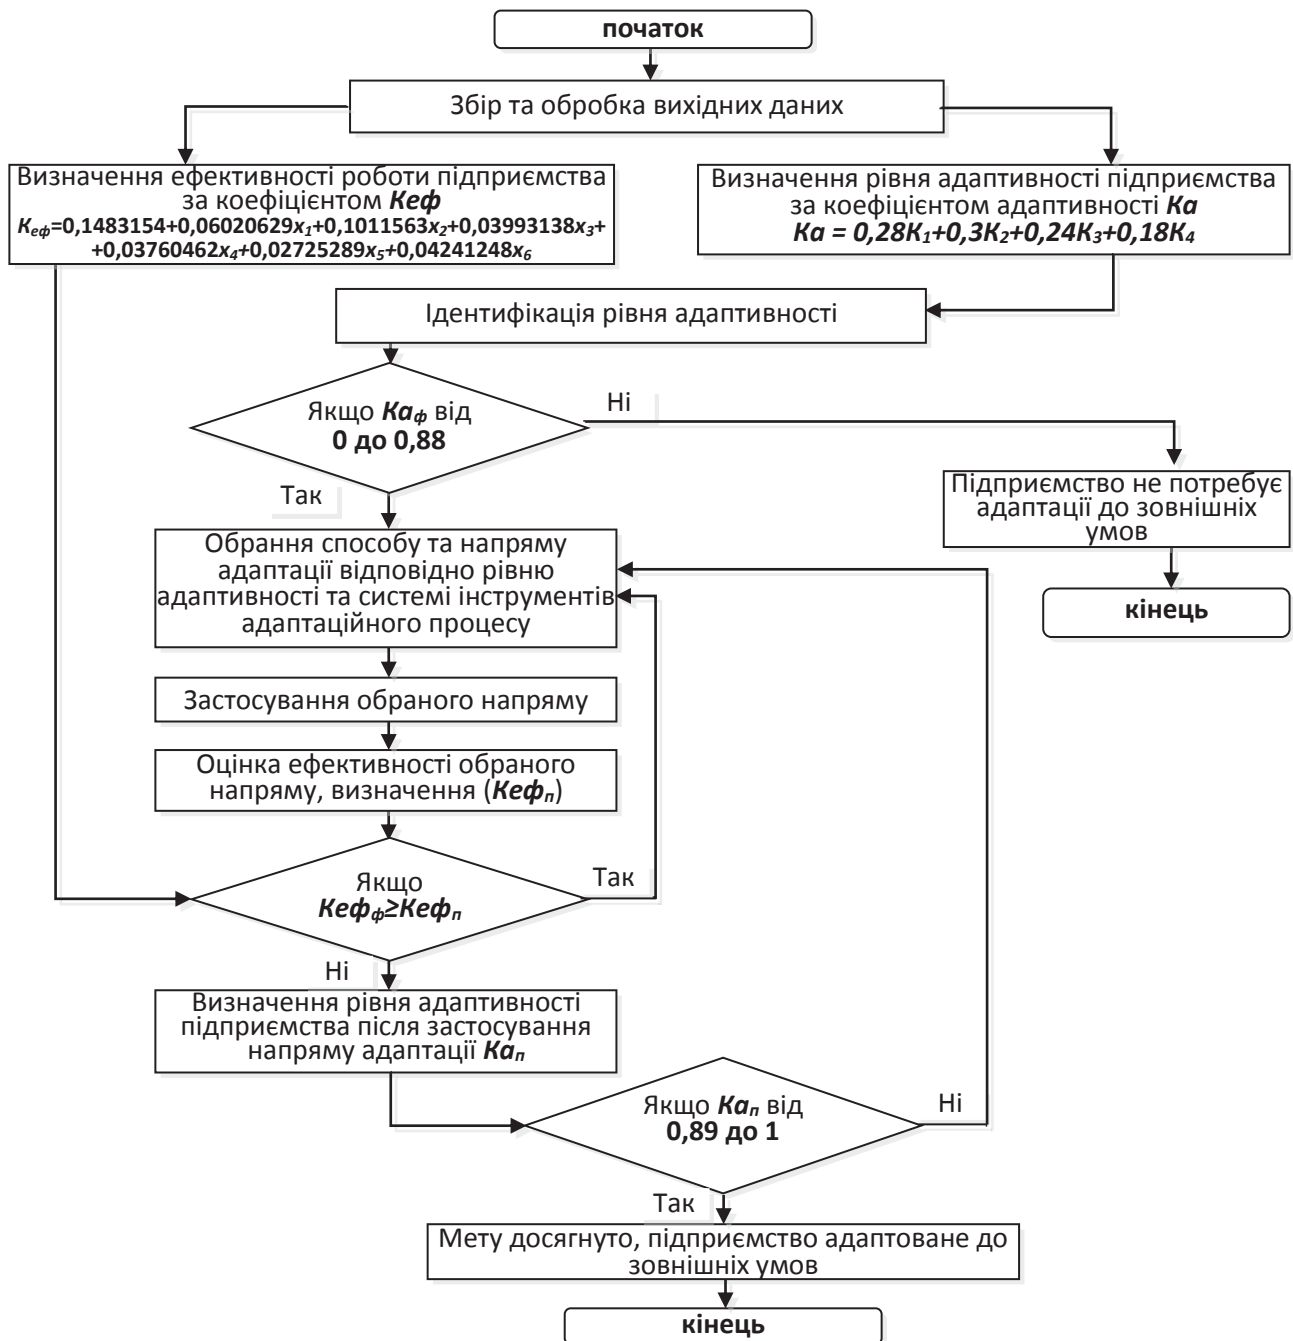 початок
Збір та обробка вихідних даних
Визначення ефективності роботи підприємства
за коефіцієнтом Кеф
Kеф=0,1483154+0,06020629x₁+0,1011563x₂+0,03993138x₃+
+0,03760462x₄+0,02725289x₅+0,04241248x₆
Визначення рівня адаптивності підприємства
за коефіцієнтом адаптивності Ка
Ка = 0,28К₁+0,3К₂+0,24К₃+0,18К₄
Ідентифікація рівня адаптивності
Якщо Каф від
0 до 0,88
Ні
Так
Підприємство не потребує
адаптації до зовнішніх
умов
кінець
Обрання способу та напряму
адаптації відповідно рівню
адаптивності та системі інструментів
адаптаційного процесу
Застосування обраного напряму
Оцінка ефективності обраного
напряму, визначення (Кефп)
Якщо
Кефф≥Кефп
Так
Ні
Визначення рівня адаптивності
підприємства після застосування
напряму адаптації Кап
Якщо Кап від
0,89 до 1
Ні
Так
Мету досягнуто, підприємство адаптоване до
зовнішніх умов
кінець